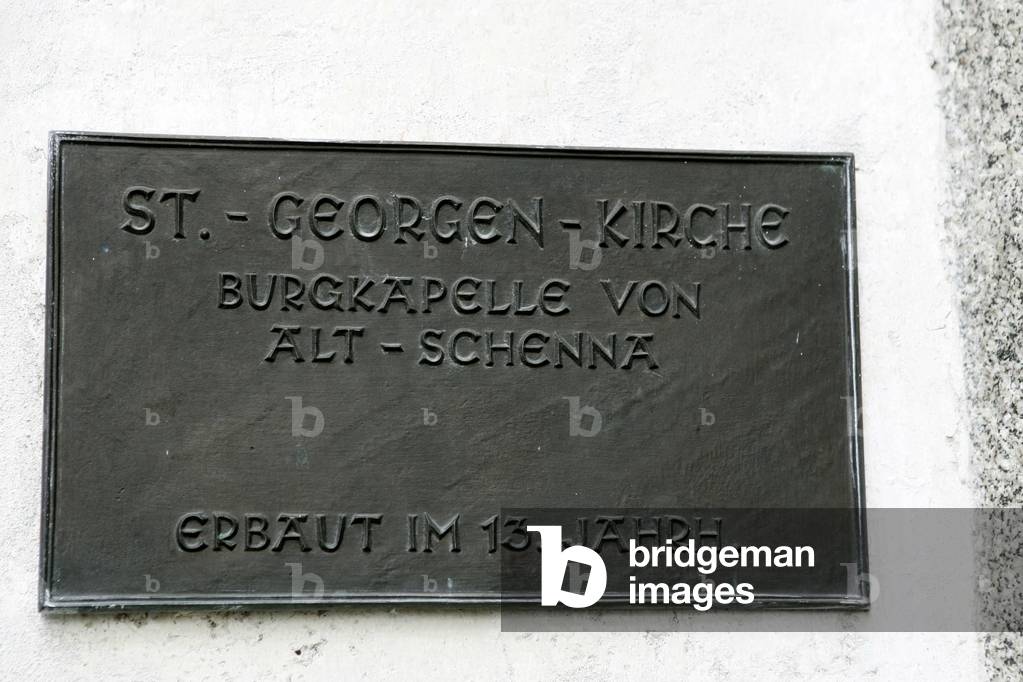 ST. - GEORGEN - KIRCHE
BURGKAPELLE VON
ALT - SCHENNA
ERBAUT IM 13. JAHRH.
bridgeman
images